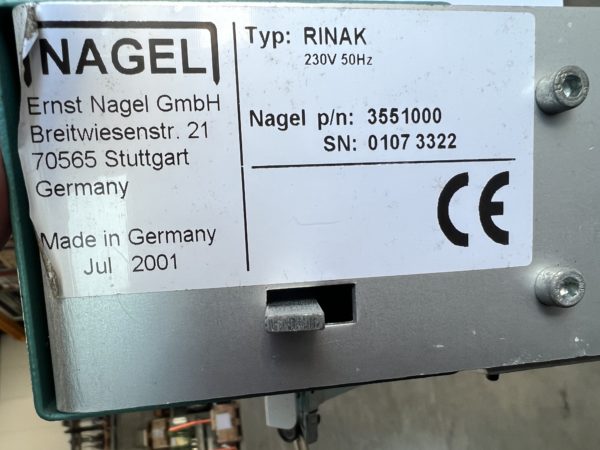 NAGEL
Ernst Nagel GmbH
Breitwiesenstr. 21
70565 Stuttgart
Germany
Made in Germany
Jul 2001
Typ: RINAK
230V 50Hz
Nagel p/n: 3551000
SN: 0107 3322
CE